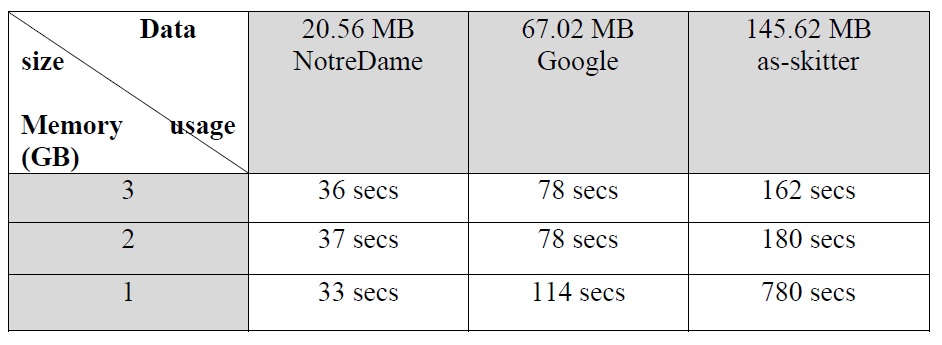 Data size
20.56 MB
NotreDame
67.02 MB
Google
145.62 MB
as-skitter
Memory usage
(GB)
3 36 secs 78 secs 162 secs
2 37 secs 78 secs 180 secs
1 33 secs 114 secs 780 secs